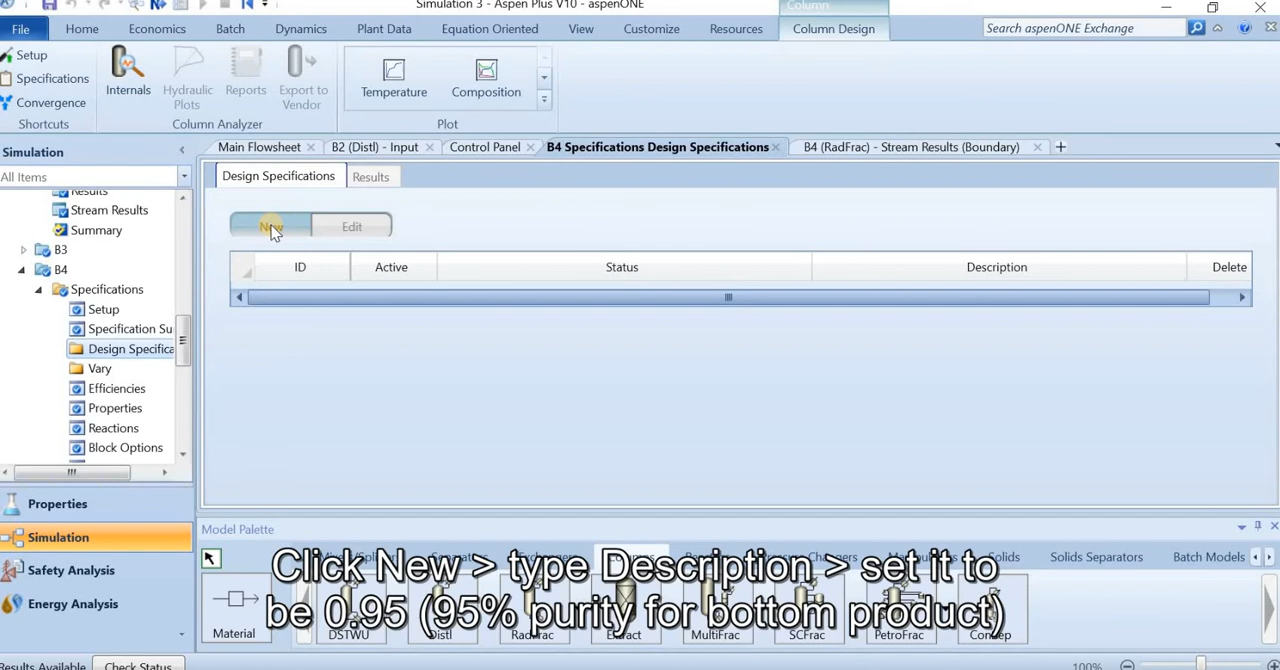 Simulation 3 - Aspen Plus V10 - aspenONE
Column
File Home Economics Batch Dynamics Plant Data Equation Oriented View Customize Resources Column Design
Search aspenONE Exchange
Setup
Specifications
Convergence
Shortcuts
Internals
Hydraulic
Plots
Reports
Export to
Vendor
Column Analyzer
Temperature
Composition
Plot
Simulation
All Items
Main Flowsheet
B2 (Distl) - Input
Control Panel
B4 Specifications Design Specifications
B4 (RadFrac) - Stream Results (Boundary)
Design Specifications
Results
New
Edit
ID Active Status Description Delete
Results
Stream Results
Summary
B3
B4
Specifications
Setup
Specification Su
Design Specifica
Vary
Efficiencies
Properties
Reactions
Block Options
Properties
Simulation
Safety Analysis
Energy Analysis
Model Palette
Solids
Solids Separators
Batch Models
Click New > type Description > set it to
be 0.95 (95% purity for bottom product)
Material
DSTWU
Distl
RadFrac
Extract
MultiFrac
SCFrac
PetroFrac
Results Available
Check Status
100%